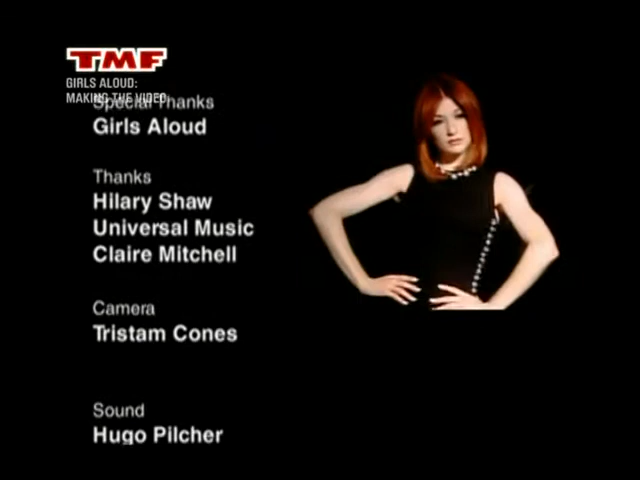 TMF
GIRLS ALOUD:
MAKING THE VIDEO
Special Thanks
Girls Aloud
Thanks
Hilary Shaw
Universal Music
Claire Mitchell
Camera
Tristam Cones
Sound
Hugo Pilcher